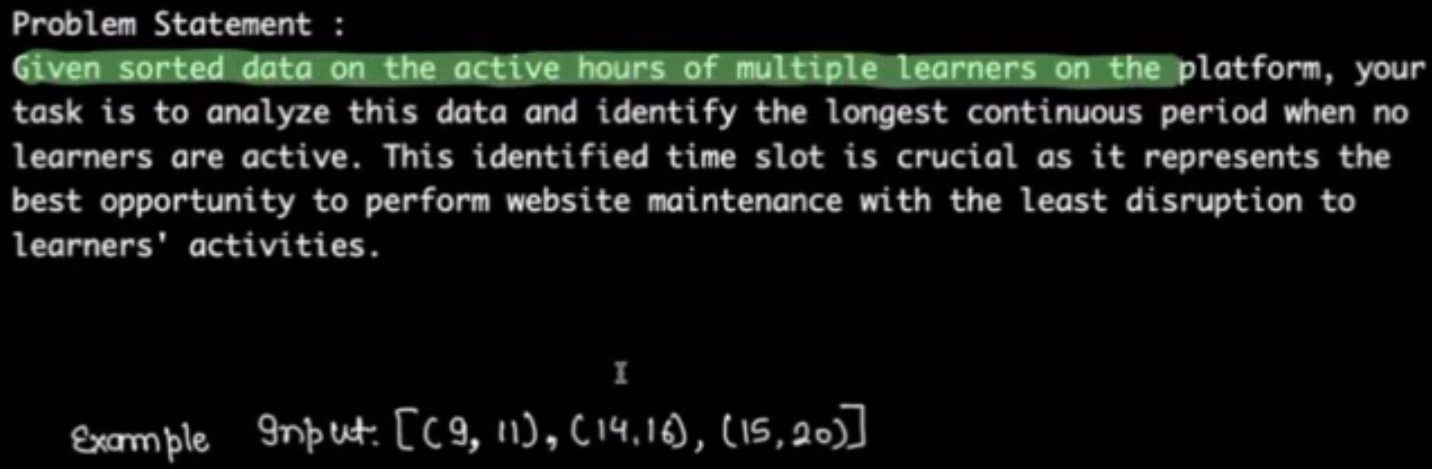 Problem Statement :
Given sorted data on the active hours of multiple learners on the platform, your
task is to analyze this data and identify the longest continuous period when no
learners are active. This identified time slot is crucial as it represents the
best opportunity to perform website maintenance with the least disruption to
learners' activities.
Example Input: [(9, 11), (14,16), (15,20)]